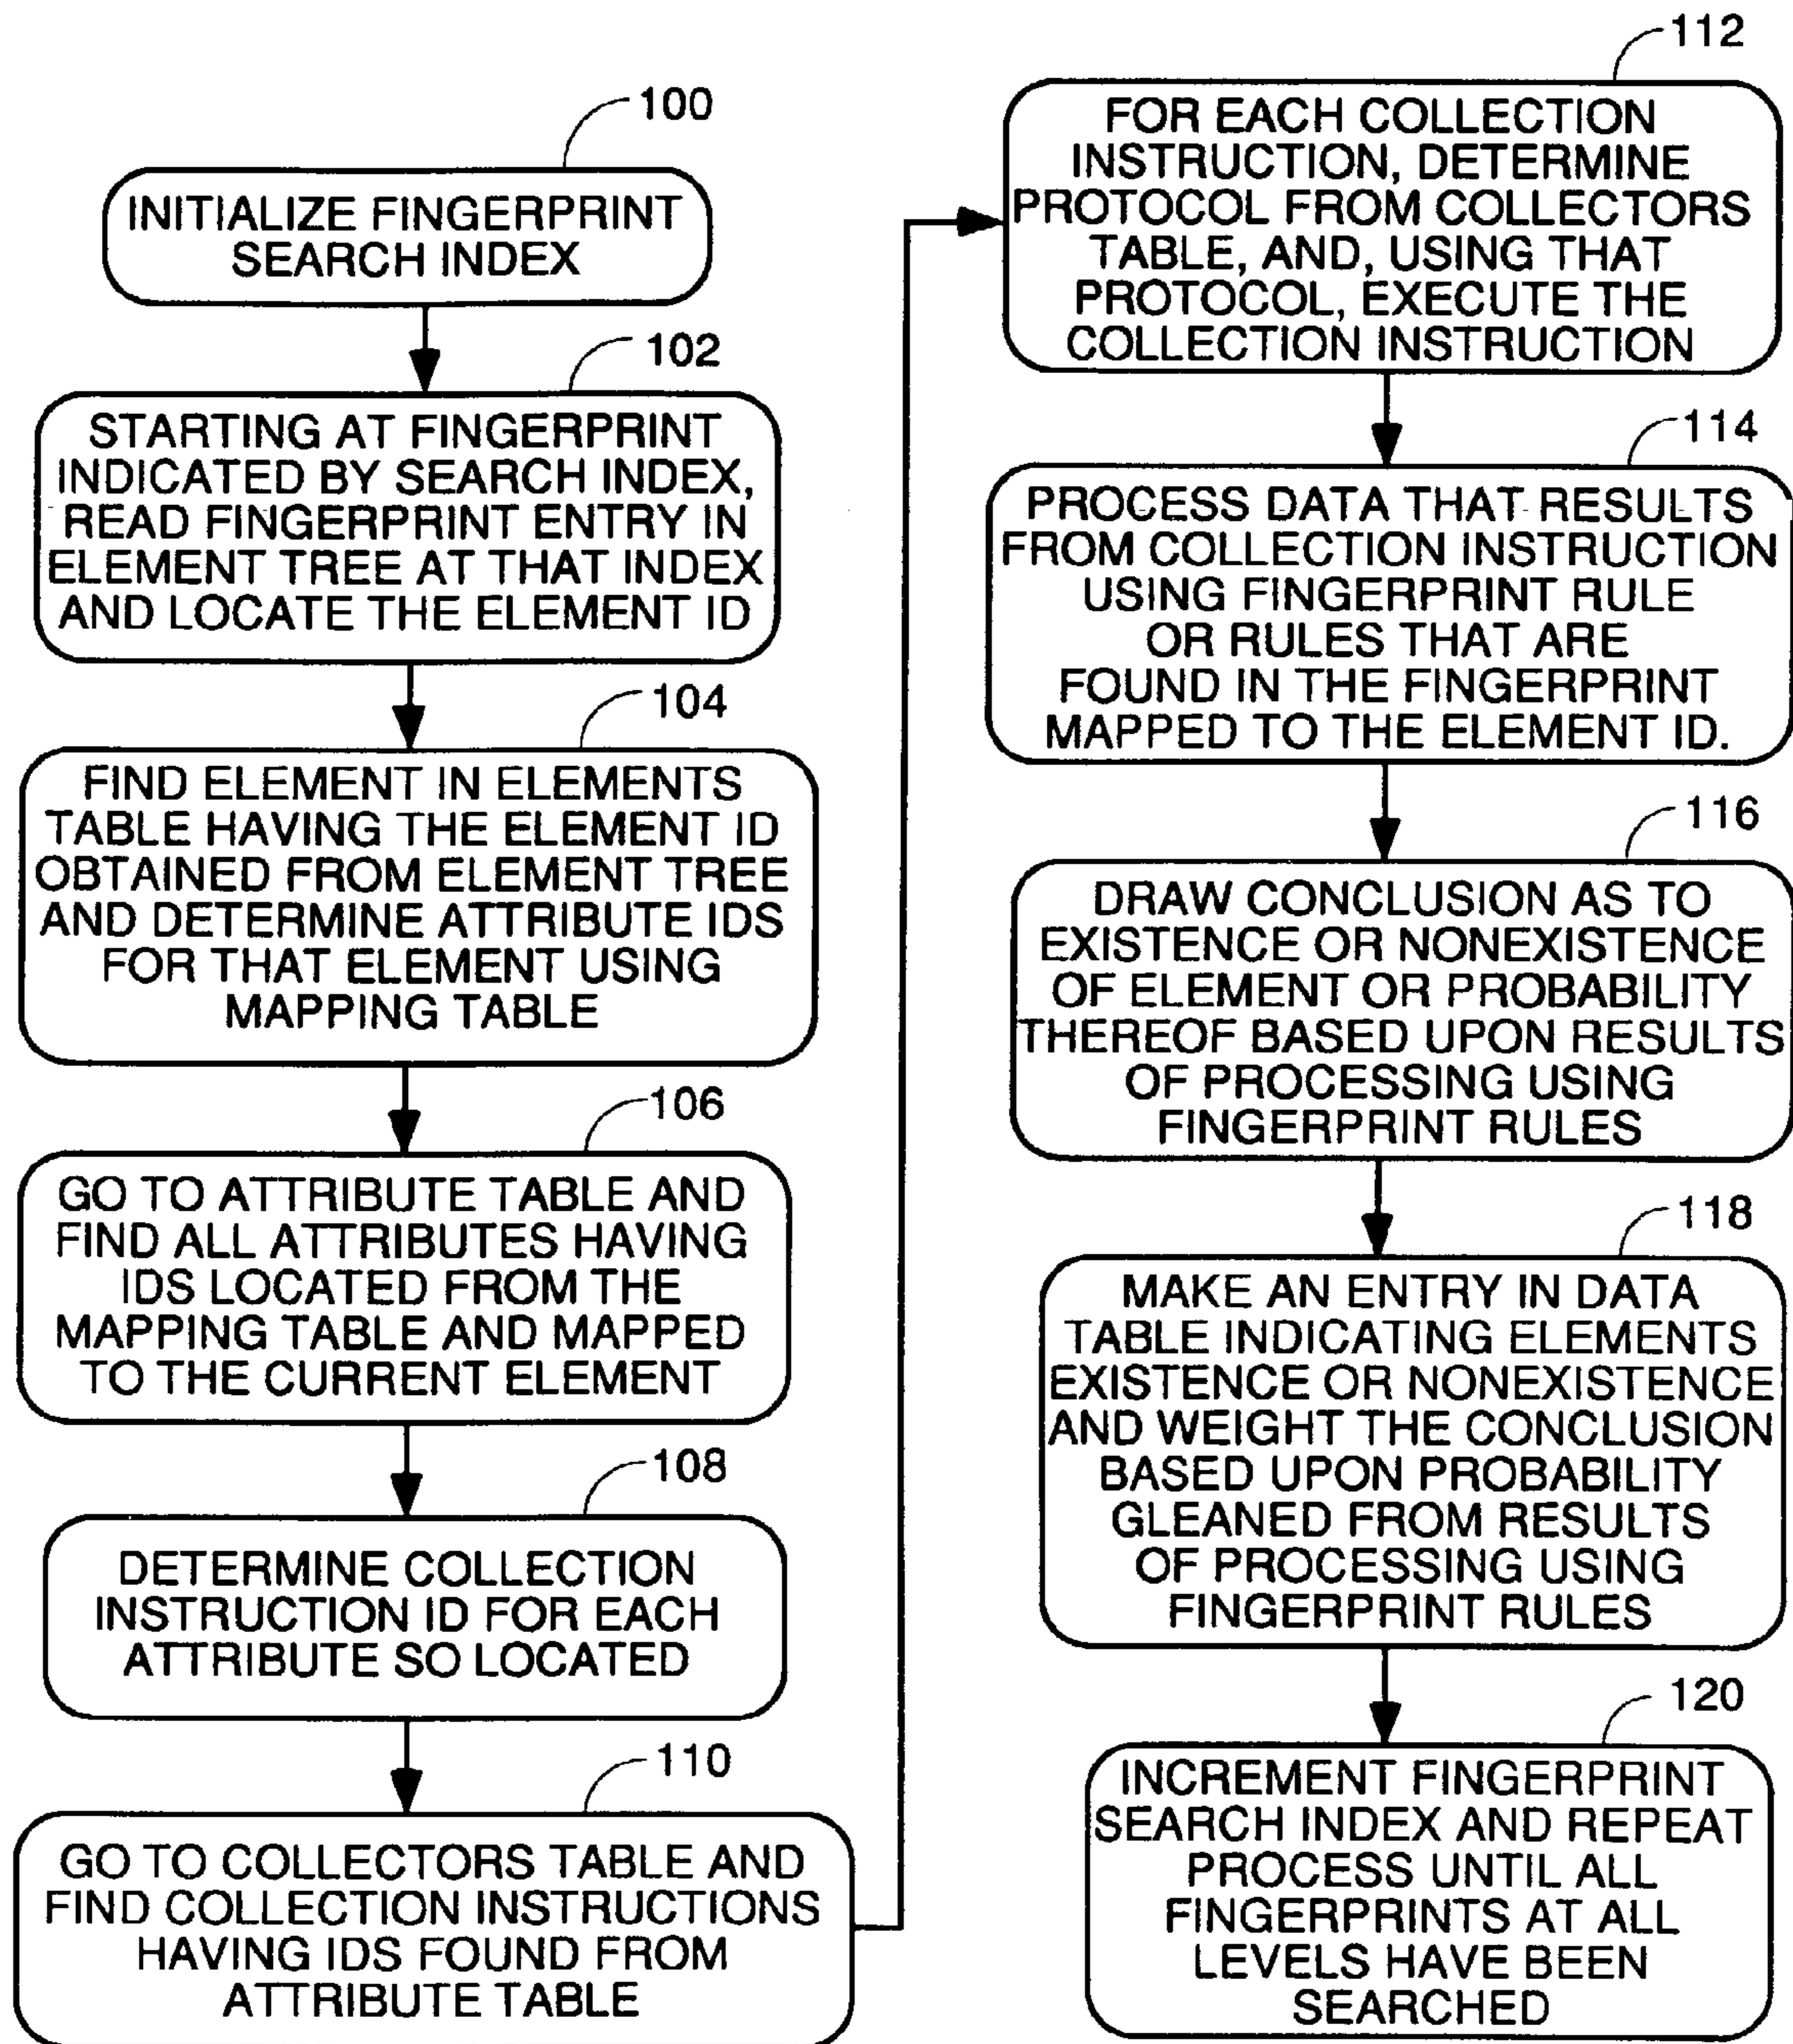 100
INITIALIZE FINGERPRINT
SEARCH INDEX
102
STARTING AT FINGERPRINT
INDICATED BY SEARCH INDEX,
READ FINGERPRINT ENTRY IN
ELEMENT TREE AT THAT INDEX
AND LOCATE THE ELEMENT ID
104
FIND ELEMENT IN ELEMENTS
TABLE HAVING THE ELEMENT ID
OBTAINED FROM ELEMENT TREE
AND DETERMINE ATTRIBUTE IDS
FOR THAT ELEMENT USING
MAPPING TABLE
106
GO TO ATTRIBUTE TABLE AND
FIND ALL ATTRIBUTES HAVING
IDS LOCATED FROM THE
MAPPING TABLE AND MAPPED
TO THE CURRENT ELEMENT
108
DETERMINE COLLECTION
INSTRUCTION ID FOR EACH
ATTRIBUTE SO LOCATED
110
GO TO COLLECTORS TABLE AND
FIND COLLECTION INSTRUCTIONS
HAVING IDS FOUND FROM
ATTRIBUTE TABLE
112
FOR EACH COLLECTION
INSTRUCTION, DETERMINE
PROTOCOL FROM COLLECTORS
TABLE, AND, USING THAT
PROTOCOL, EXECUTE THE
COLLECTION INSTRUCTION
114
PROCESS DATA THAT RESULTS
FROM COLLECTION INSTRUCTION
USING FINGERPRINT RULE
OR RULES THAT ARE
FOUND IN THE FINGERPRINT
MAPPED TO THE ELEMENT ID.
116
DRAW CONCLUSION AS TO
EXISTENCE OR NONEXISTENCE
OF ELEMENT OR PROBABILITY
THEREOF BASED UPON RESULTS
OF PROCESSING USING
FINGERPRINT RULES
118
MAKE AN ENTRY IN DATA
TABLE INDICATING ELEMENTS
EXISTENCE OR NONEXISTENCE
AND WEIGHT THE CONCLUSION
BASED UPON PROBABILITY
GLEANED FROM RESULTS
OF PROCESSING USING
FINGERPRINT RULES
120
INCREMENT FINGERPRINT
SEARCH INDEX AND REPEAT
PROCESS UNTIL ALL
FINGERPRINTS AT ALL
LEVELS HAVE BEEN
SEARCHED